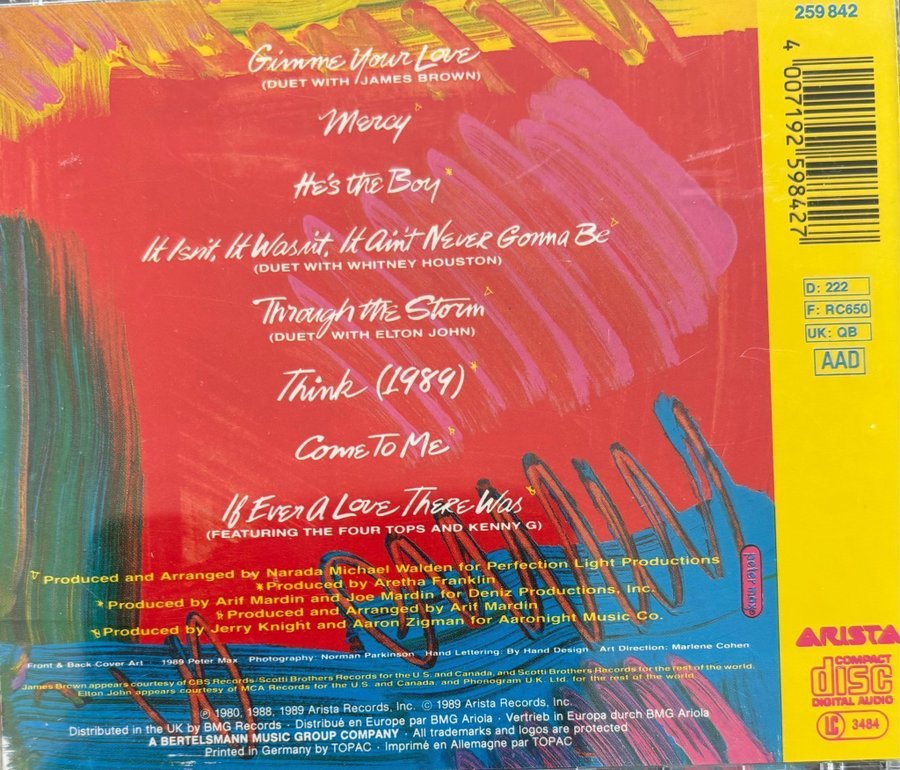 Gimme Your Love
(DUET WITH JAMES BROWN)
Mercy
He's the Boy*
It Isn't, It Wasn't, It Ain't Never Gonna Be
(DUET WITH WHITNEY HOUSTON)
Through the Storm
(DUET WITH ELTON JOHN)
Think (1989)*
Come To Me
If Ever A Love There Was
(FEATURING THE FOUR TOPS AND KENNY G)
Produced and Arranged by Narada Michael Walden for Perfection Light Productions
*Produced by Aretha Franklin
*Produced by Arif Mardin and Joe Mardin for Deniz Productions, Inc.
Produced and Arranged by Arif Mardin
Produced by Jerry Knight and Aaron Zigman for Aaronight Music Co.
Front & Back Cover Art 1989 Peter Max Photography: Norman Parkinson Hand Lettering: By Hand Design Art Direction: Marlene Cohen
James Brown appears courtesy of CBS Records/Scotti Brothers Records for the U.S. and Canada, and Scotti Brothers Records for the rest of the world.
Elton John appears courtesy of MCA Records for the U.S. and Canada, and Phonogram U.K. Ltd. for the rest of the world
℗ 1980, 1988, 1989 Arista Records, Inc. © 1989 Arista Records, Inc.
Distributed in the UK by BMG Records · Distribué en Europe par BMG Ariola · Vertrieb in Europa durch BMG Ariola
A BERTELSMANN MUSIC GROUP COMPANY · All trademarks and logos are protected
Printed in Germany by TOPAC · Imprimé en Allemagne par TOPAC
peter max
259 842
4 007192 598427
D: 222
F: RC650
UK: QB
AAD
ARISTA
COMPACT
disc
DIGITAL AUDIO
LC 3484